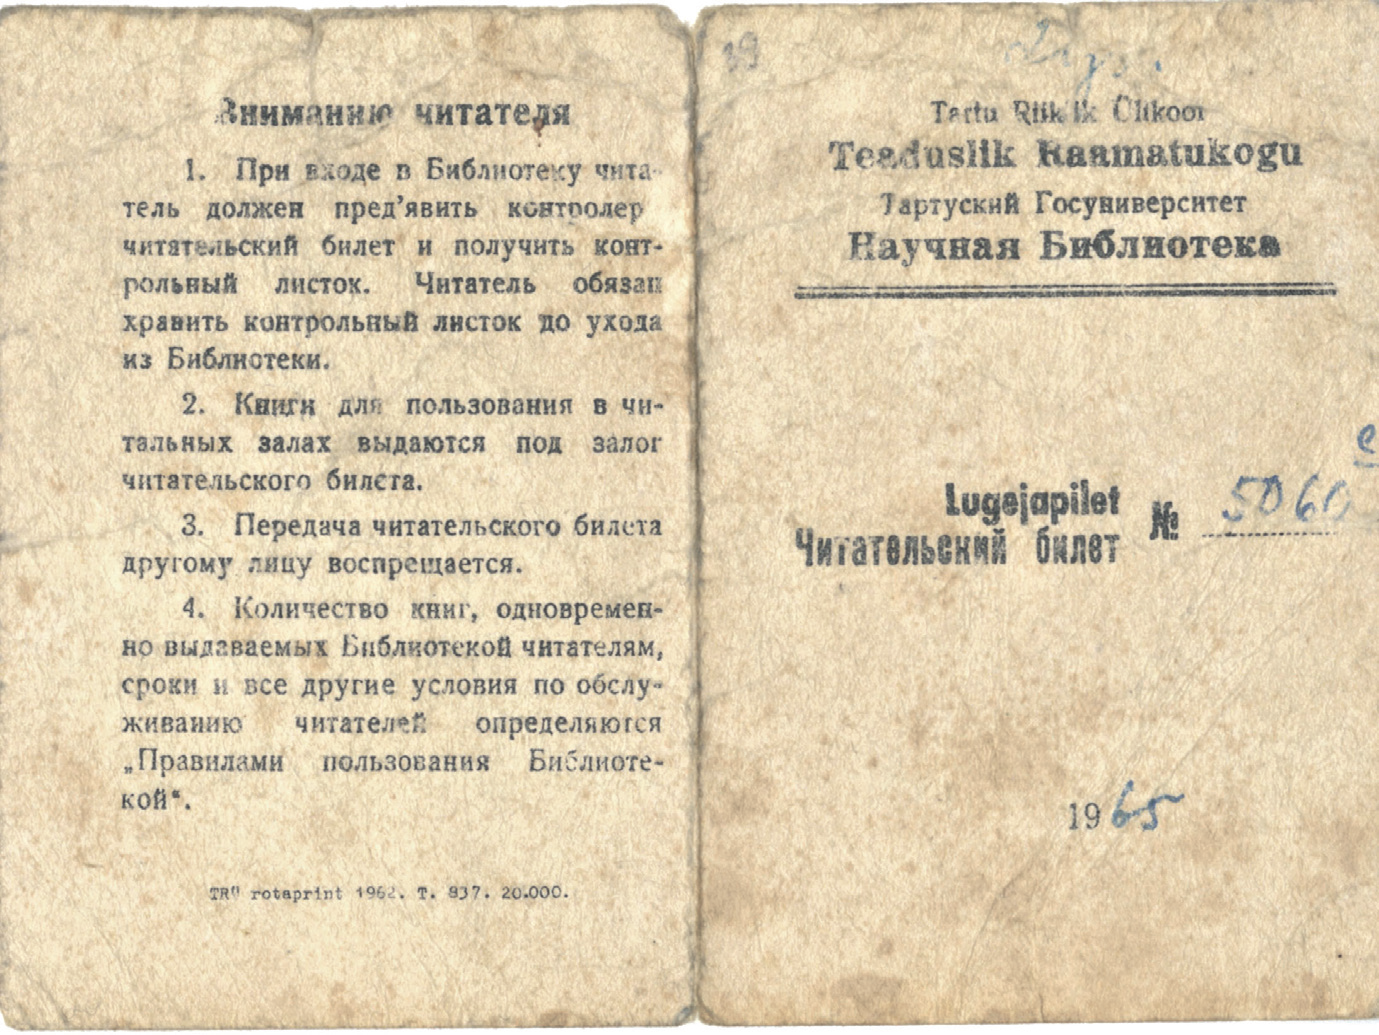 Вниманию читателя
1. При входе в Библиотеку чита-
тель должен пред'явить контролер
читательский билет и получить конт-
рольный листок. Читатель обязан
хранить контрольный листок до ухода
из Библиотеки.
2. Книги для пользования в чи-
тальных залах выдаются под залог
читательского билета.
3. Передача читательского билета
другому лицу воспрещается.
4. Количество книг, одновремен-
но выдаваемых Библиотекой читателям,
сроки и все другие условия по обслу-
живанию читателей определяются
„Правилами пользования Библиоте-
кой“.
TRÜ rotaprint 1962. T. 837. 20.000.
39
Tartu Riiklik Ülikool
Teaduslik Raamatukogu
Тартуский Госуниверситет
Научная Библиотека
Lugejapilet
Читательский билет
№ 5060 e
1965